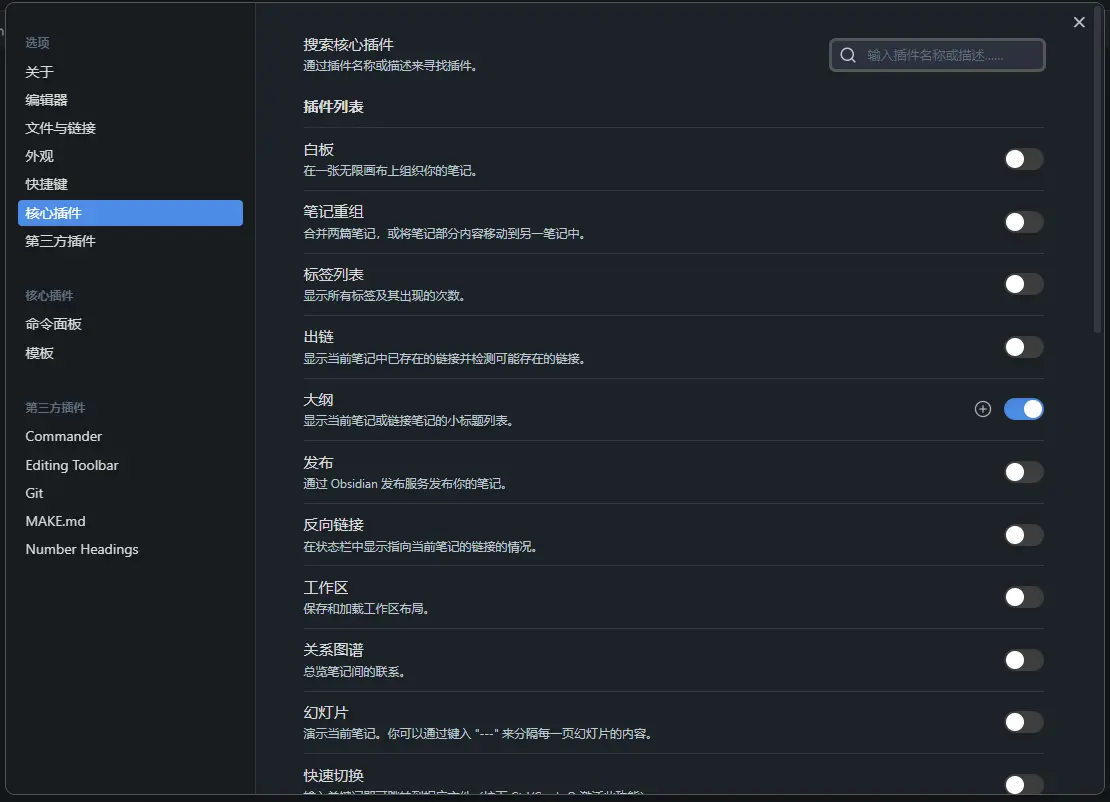 选项
关于
编辑器
文件与链接
外观
快捷键
核心插件
第三方插件
核心插件
命令面板
模板
第三方插件
Commander
Editing Toolbar
Git
MAKE.md
Number Headings
搜索核心插件
通过插件名称或描述来寻找插件。
输入插件名称或描述......
插件列表
白板
在一张无限画布上组织你的笔记。
笔记重组
合并两篇笔记，或将笔记部分内容移动到另一笔记中。
标签列表
显示所有标签及其出现的次数。
出链
显示当前笔记中已存在的链接并检测可能存在的链接。
大纲
显示当前笔记或链接笔记的小标题列表。
发布
通过 Obsidian 发布服务发布你的笔记。
反向链接
在状态栏中显示指向当前笔记的链接的情况。
工作区
保存和加载工作区布局。
关系图谱
总览笔记间的联系。
幻灯片
演示当前笔记。你可以通过键入 "---" 来分隔每一页幻灯片的内容。
快速切换